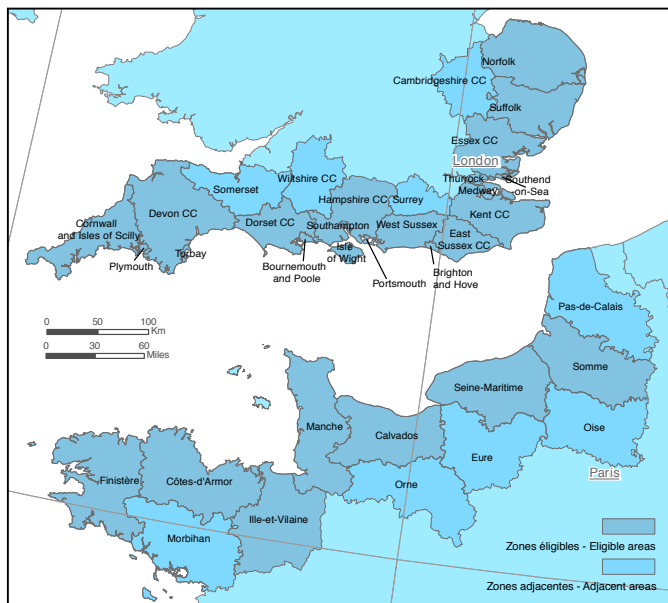 Norfolk
Cambridgeshire CC
Suffolk
Essex CC
London
Thurrock
Southend
-on-Sea
Medway
Wiltshire CC
Somerset
Hampshire CC
Surrey
Kent CC
Devon CC
Cornwall
and Isles of Scilly
Dorset CC
Southampton
West Sussex
East
Sussex CC
Isle
of Wight
Torbay
Plymouth
Bournemouth
and Poole
Portsmouth
Brighton
and Hove
0 50 100
Km
0 30 60
Miles
Pas-de-Calais
Somme
Seine-Maritime
Oise
Manche
Calvados
Eure
Paris
Finistère
Côtes-d'Armor
Orne
Ille-et-Vilaine
Morbihan
Zones éligibles - Eligible areas
Zones adjacentes - Adjacent areas